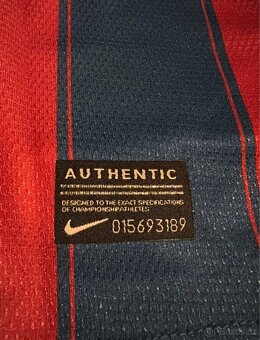 AUTHENTIC
DESIGNED TO THE EXACT SPECIFICATIONS
OF CHAMPIONSHIP ATHLETES
015693189